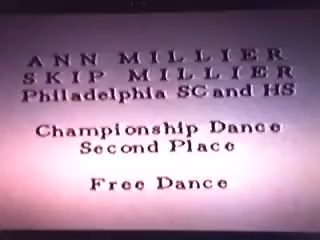 ANN MILLIER
SKIP MILLIER
Philadelphia SC and HS
Championship Dance
Second Place
Free Dance